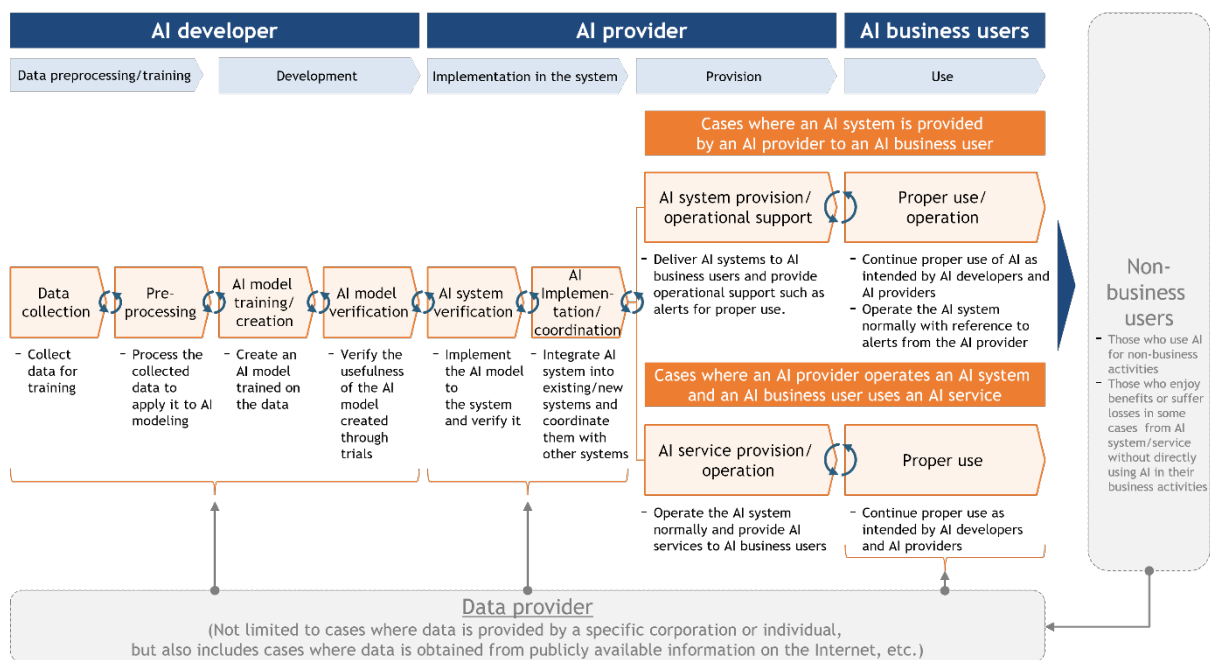 AI developer
AI provider
AI business users
Data preprocessing/training
Development
Implementation in the system
Provision
Use
Cases where an AI system is provided
by an AI provider to an AI business user
AI system provision/
operational support
Proper use/
operation
- Deliver AI systems to AI
business users and provide
operational support such as
alerts for proper use.
- Continue proper use of AI as
intended by AI developers and
AI providers
- Operate the AI system
normally with reference to
alerts from the AI provider
Data
collection
Pre-
processing
AI model
training/
creation
AI model
verification
AI system
verification
AI
Implemen-
tation/
coordination
- Collect
data for
training
- Process the
collected
data to
apply it to AI
modeling
- Create an
AI model
trained on
the data
- Verify the
usefulness
of the AI
model
created
through
trials
- Implement
the AI model
to
the system
and verify it
- Integrate AI
system into
existing/new
systems and
coordinate
them with
other systems
Cases where an AI provider operates an AI system
and an AI business user uses an AI service
AI service provision/
operation
Proper use
- Operate the AI system
normally and provide AI
services to AI business users
- Continue proper use as
intended by AI developers
and AI providers
Non-
business
users
- Those who use AI
for non-business
activities
- Those who enjoy
benefits or suffer
losses in some
cases from AI
system/service
without directly
using AI in their
business activities
Data provider
(Not limited to cases where data is provided by a specific corporation or individual,
but also includes cases where data is obtained from publicly available information on the Internet, etc.)